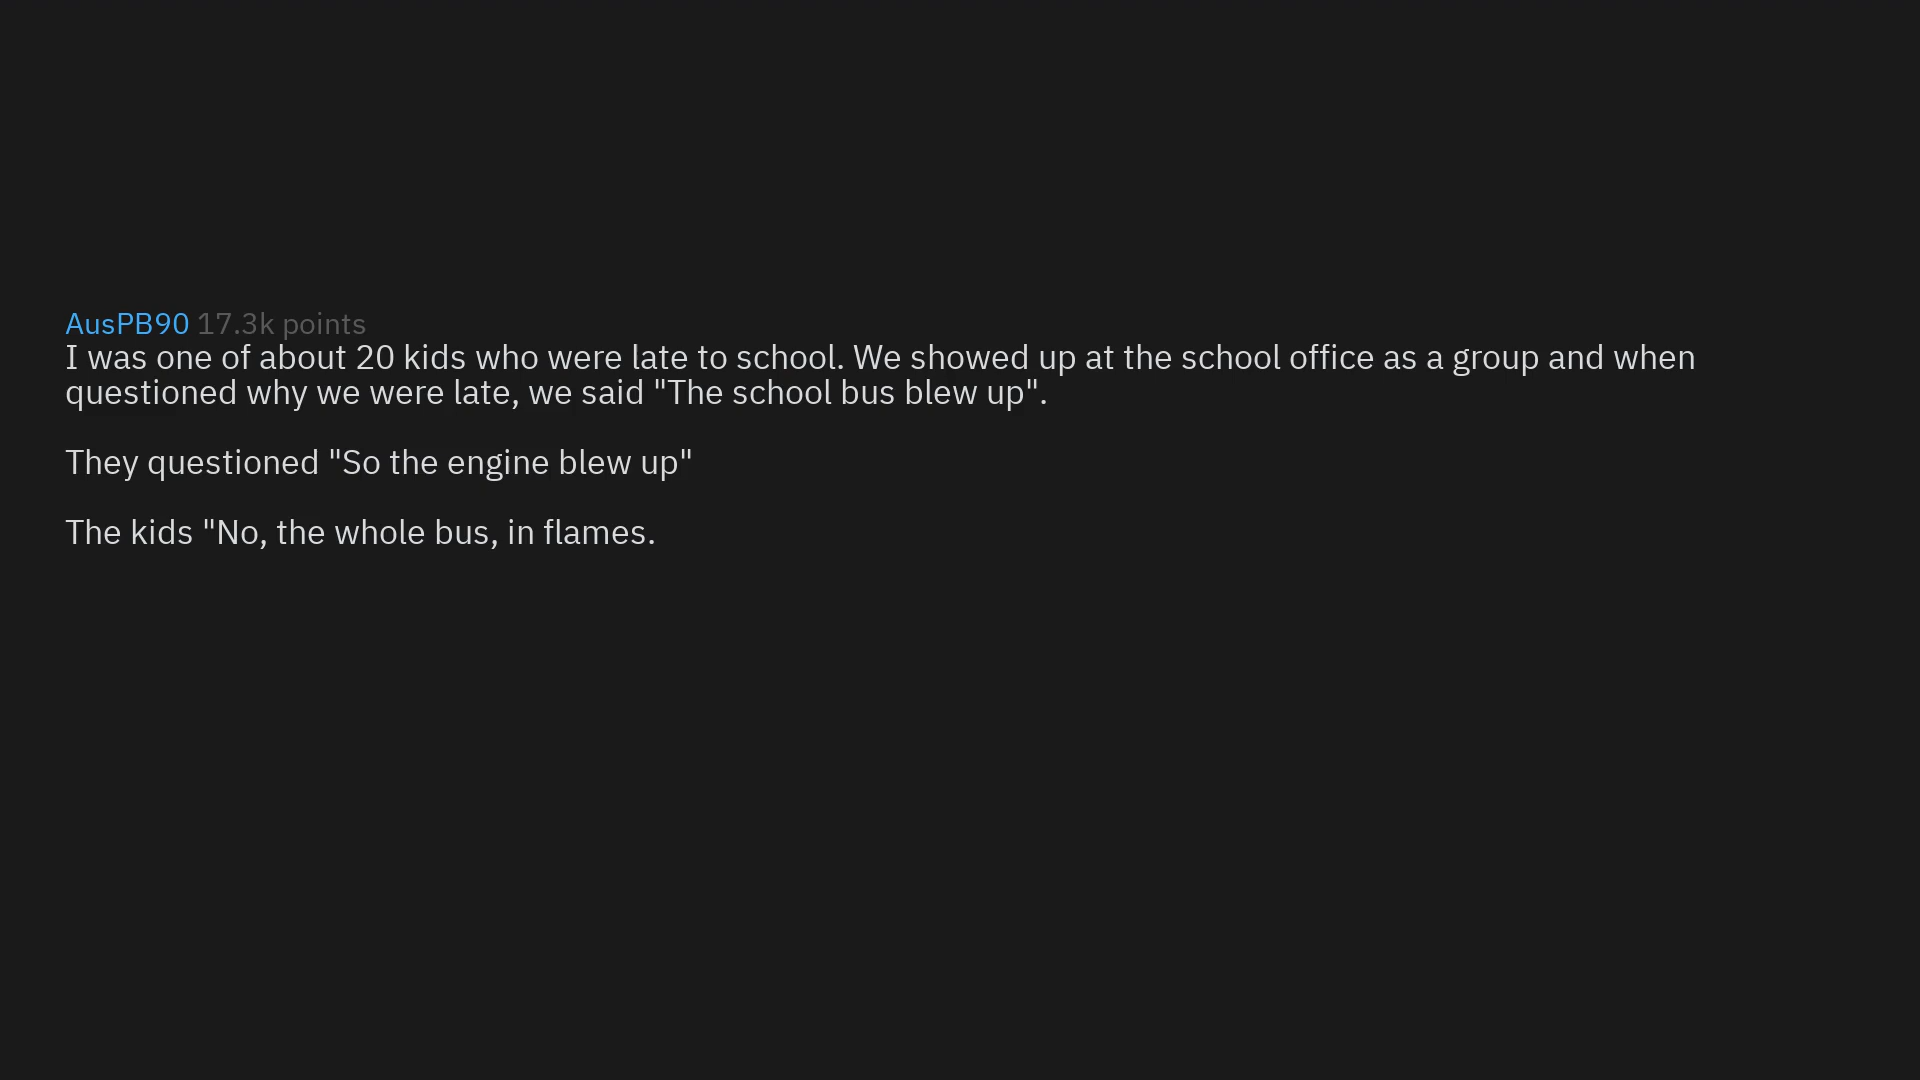 AusPB90 17.3k points
I was one of about 20 kids who were late to school. We showed up at the school office as a group and when
questioned why we were late, we said "The school bus blew up".
They questioned "So the engine blew up"
The kids "No, the whole bus, in flames.